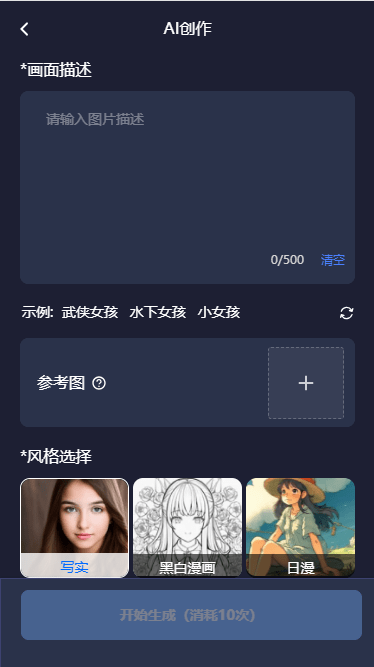 AI创作
*画面描述
请输入图片描述
0/500 清空
示例: 武侠女孩 水下女孩 小女孩
参考图
*风格选择
写实 黑白漫画 日漫
开始生成（消耗10次）